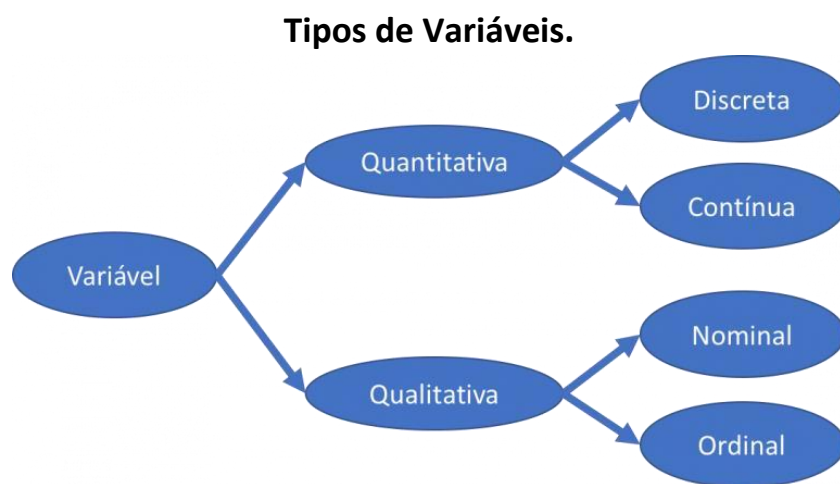 Tipos de Variáveis.
Discreta
Quantitativa
Contínua
Variável
Nominal
Qualitativa
Ordinal